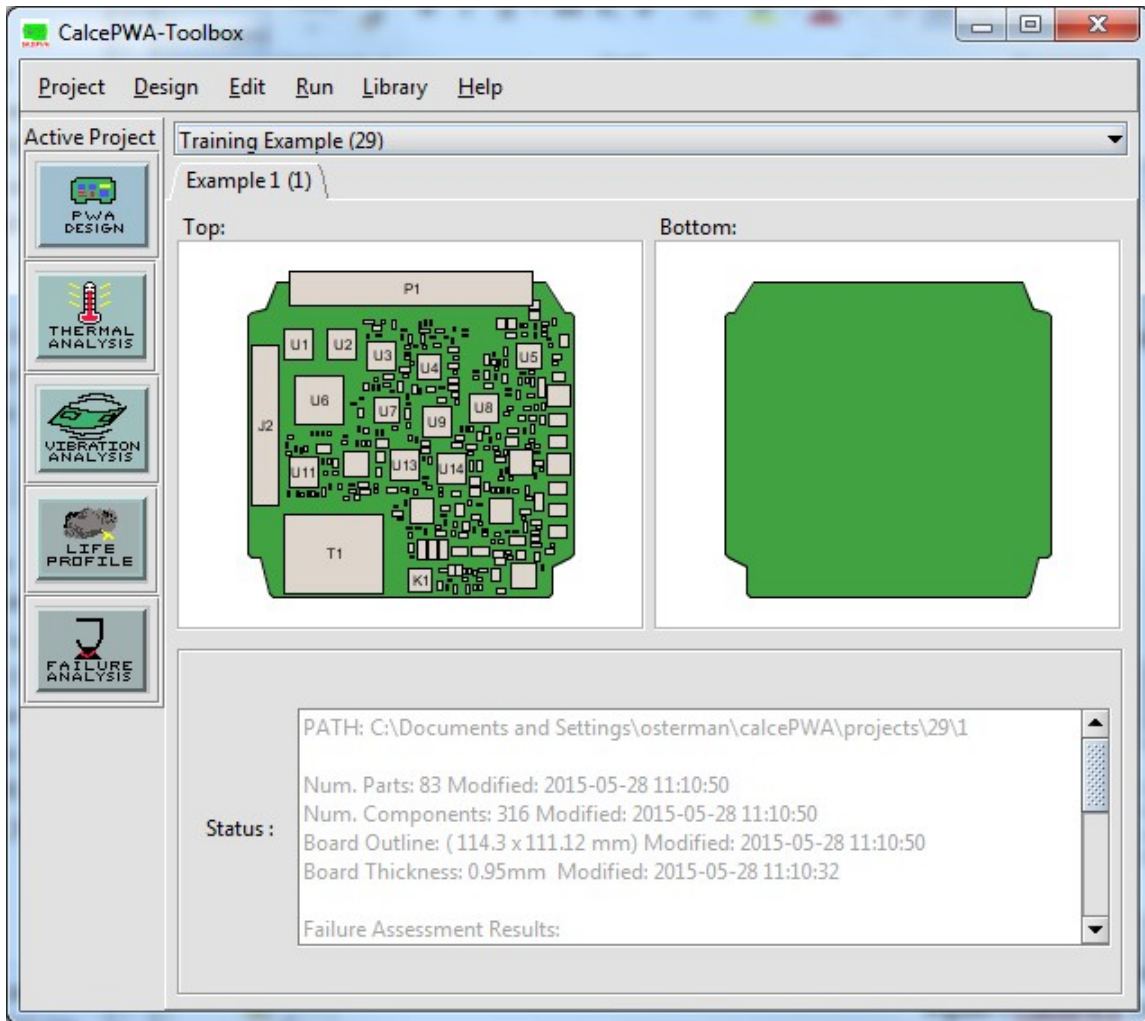 CalcePWA-Toolbox
Project Design Edit Run Library Help
Active Project
Training Example (29)
Example 1 (1)
PWA
DESIGN
THERMAL
ANALYSIS
VIBRATION
ANALYSIS
LIFE
PROFILE
FAILURE
ANALYSIS
Top:
P1
U1 U2 U3 U4 U5
U6 U7 U9 U8
J2
U11 U13 U14
T1
K1
Bottom:
Status :
PATH: C:\Documents and Settings\osterman\calcePWA\projects\29\1
Num. Parts: 83 Modified: 2015-05-28 11:10:50
Num. Components: 316 Modified: 2015-05-28 11:10:50
Board Outline: ( 114.3 x 111.12 mm) Modified: 2015-05-28 11:10:50
Board Thickness: 0.95mm  Modified: 2015-05-28 11:10:32
Failure Assessment Results: